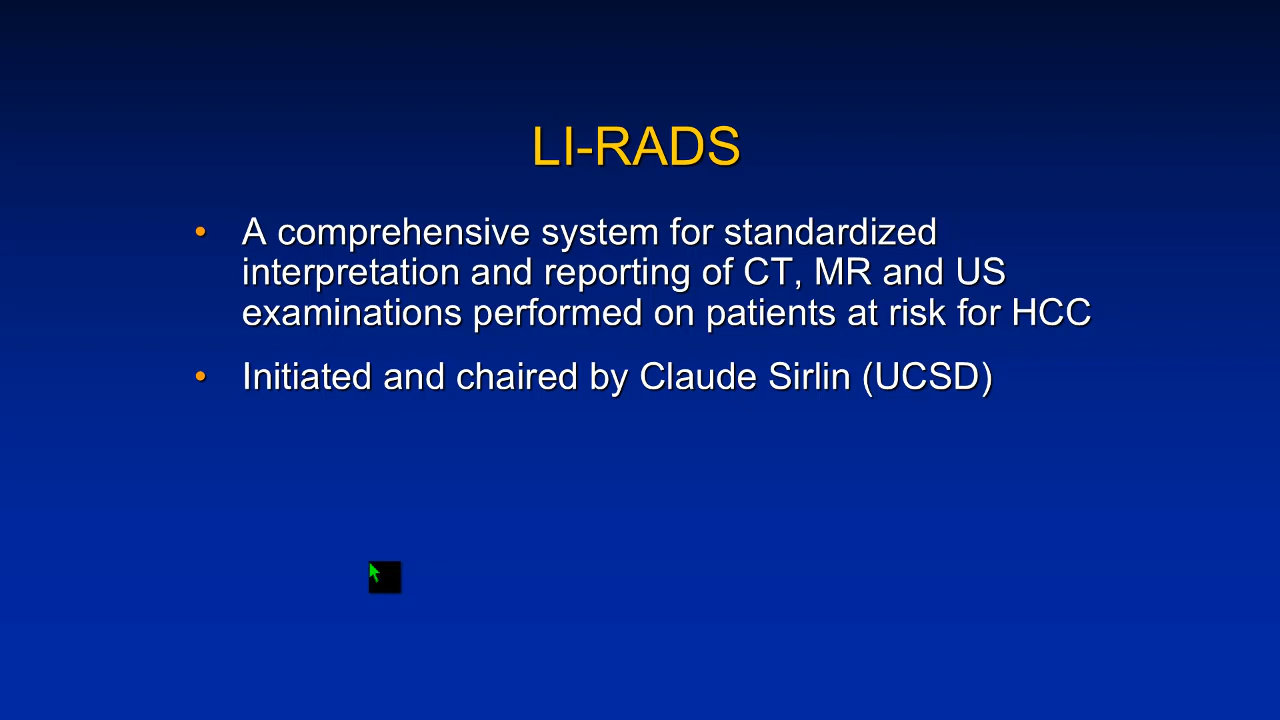 LI-RADS
• A comprehensive system for standardized
interpretation and reporting of CT, MR and US
examinations performed on patients at risk for HCC
• Initiated and chaired by Claude Sirlin (UCSD)